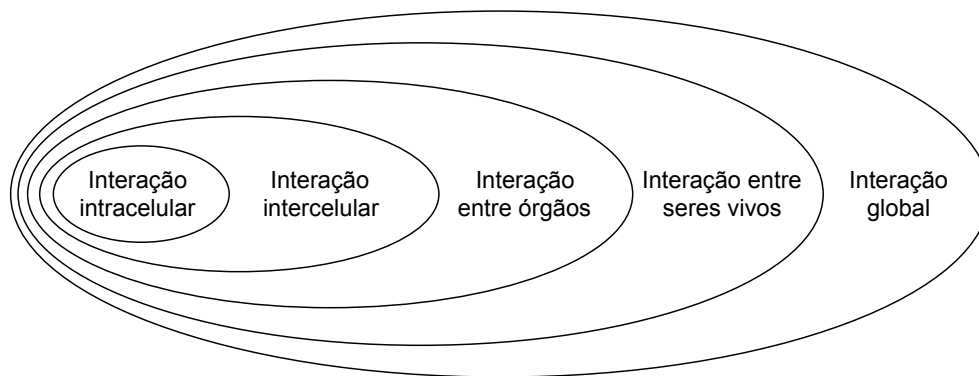 Interação
intracelular
Interação
intercelular
Interação
entre órgãos
Interação entre
seres vivos
Interação
global